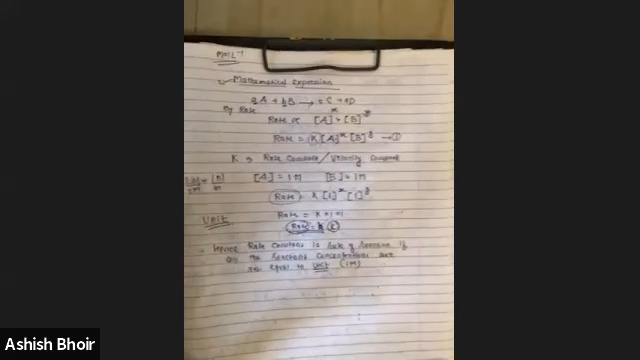 Mathematical Expression
aA + bB → cC + dD
By Rate
Rate ∝ [A]^x [B]^y
Rate = K[A]^x [B]^y → ①
K → Rate Constant / Velocity Constant
[A] = 1M [B] = 1M
Rate = K [1]^x [1]^y
Unit
Rate = K × 1 × 1
Rate = K
Hence Rate Constant is Rate of Reaction if
all the Reactants Concentrations are
equal to unit (1M)
Ashish Bhoir